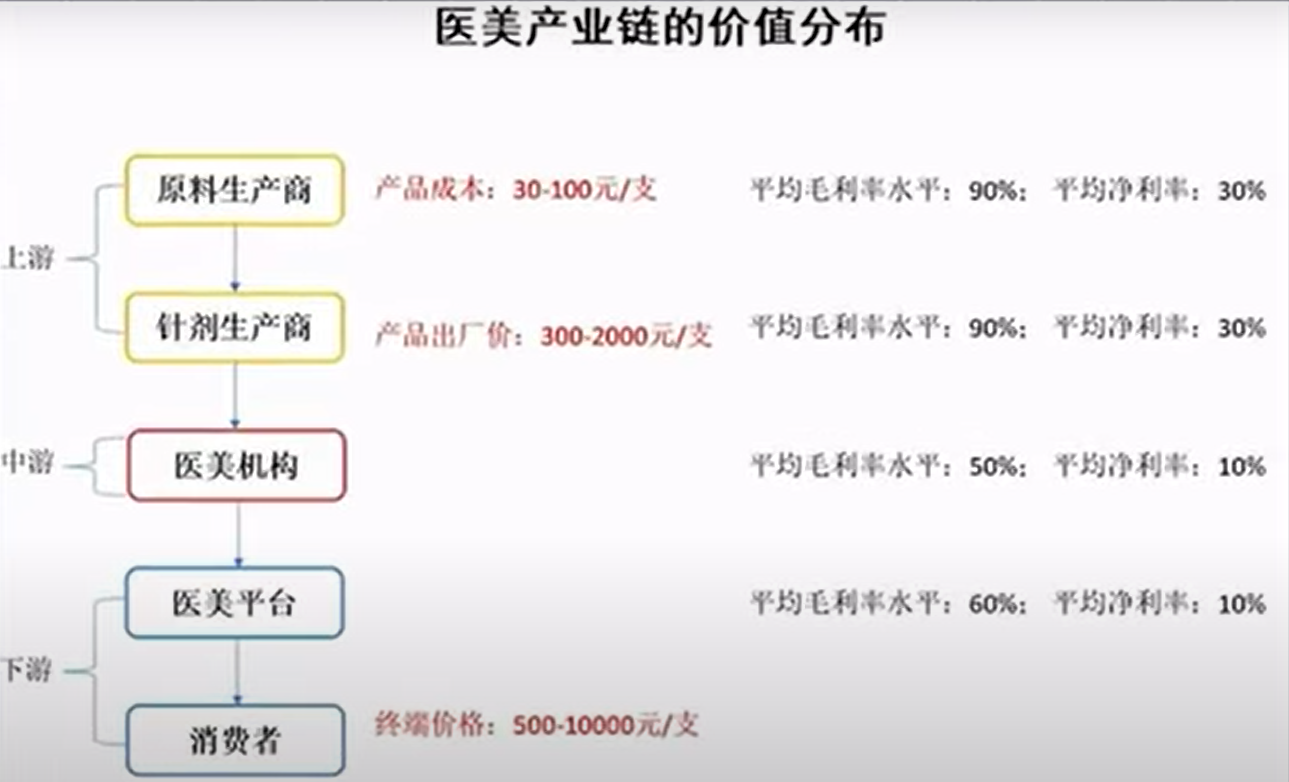 医美产业链的价值分布
原料生产商 产品成本：30-100元/支 平均毛利率水平：90%； 平均净利率：30%
上游
针剂生产商 产品出厂价：300-2000元/支 平均毛利率水平：90%； 平均净利率：30%
中游 医美机构 平均毛利率水平：50%； 平均净利率：10%
医美平台 平均毛利率水平：60%； 平均净利率：10%
下游
消费者 终端价格：500-10000元/支